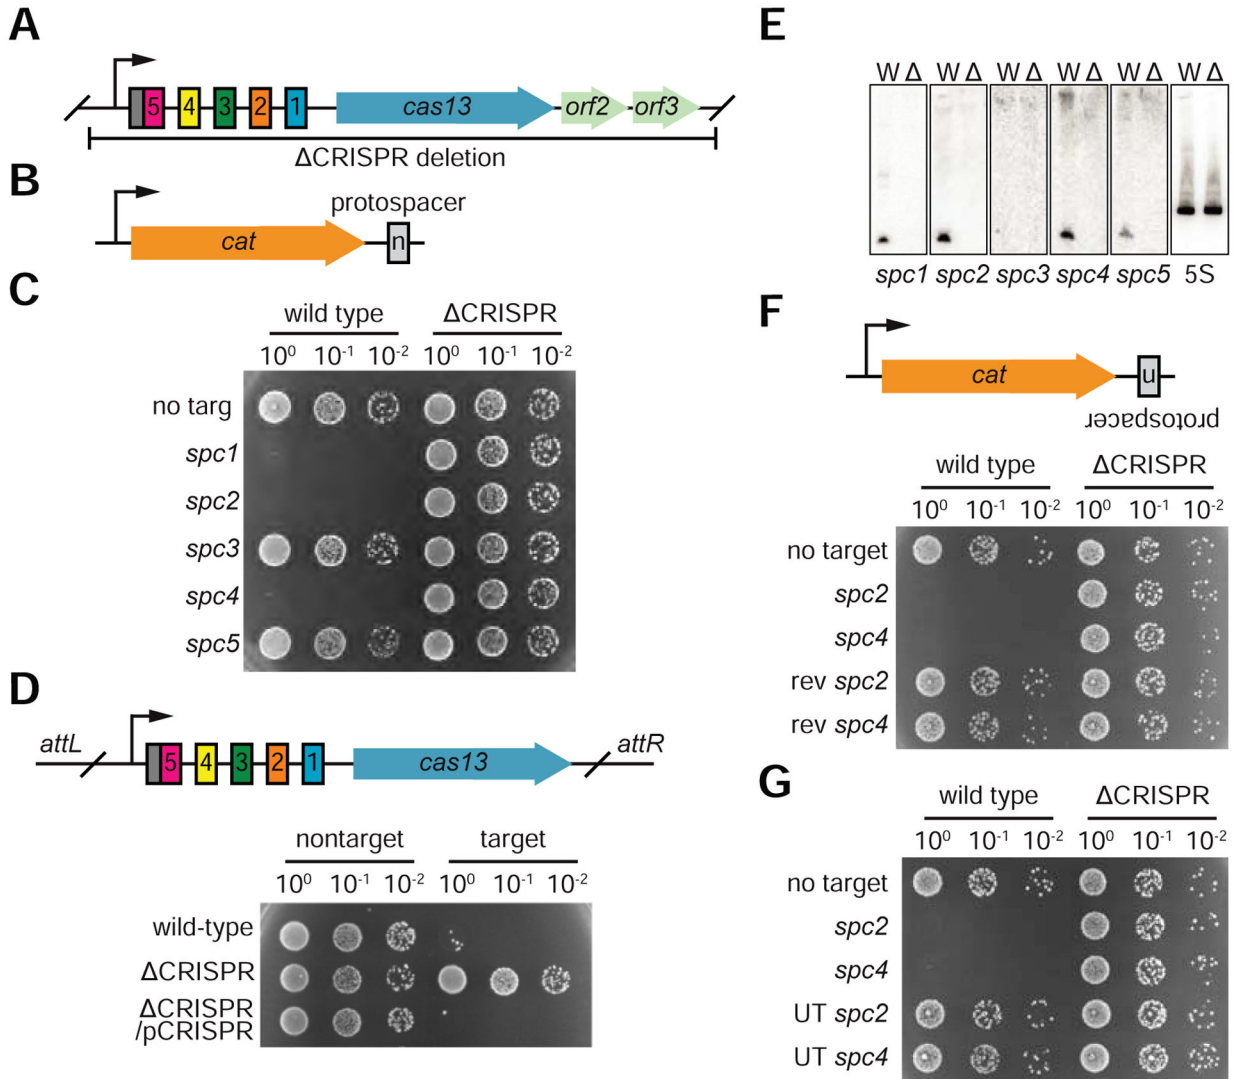 A
5 4 3 2 1 cas13 orf2 orf3
ΔCRISPR deletion
B
protospacer
cat n
C
wild type ΔCRISPR
10⁰ 10⁻¹ 10⁻² 10⁰ 10⁻¹ 10⁻²
no targ
spc1
spc2
spc3
spc4
spc5
D
attL attR
5 4 3 2 1 cas13
nontarget target
10⁰ 10⁻¹ 10⁻² 10⁰ 10⁻¹ 10⁻²
wild-type
ΔCRISPR
ΔCRISPR
/pCRISPR
E
W Δ W Δ W Δ W Δ W Δ W Δ
spc1 spc2 spc3 spc4 spc5 5S
F
cat u
protospacer
wild type ΔCRISPR
10⁰ 10⁻¹ 10⁻² 10⁰ 10⁻¹ 10⁻²
no target
spc2
spc4
rev spc2
rev spc4
G
wild type ΔCRISPR
10⁰ 10⁻¹ 10⁻² 10⁰ 10⁻¹ 10⁻²
no target
spc2
spc4
UT spc2
UT spc4